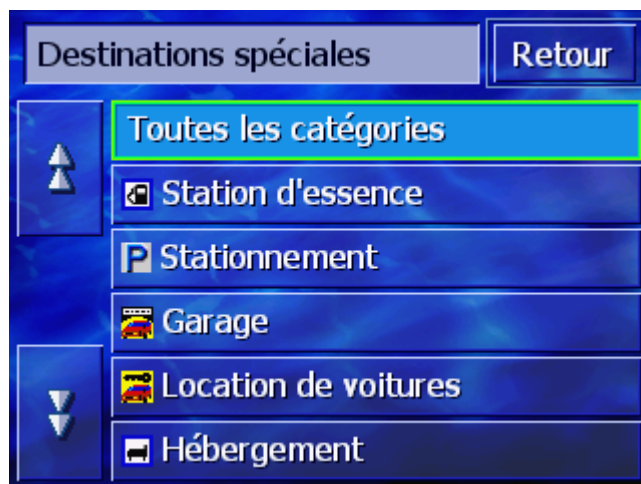 Destinations spéciales
Retour
Toutes les catégories
Station d'essence
P Stationnement
Garage
Location de voitures
Hébergement